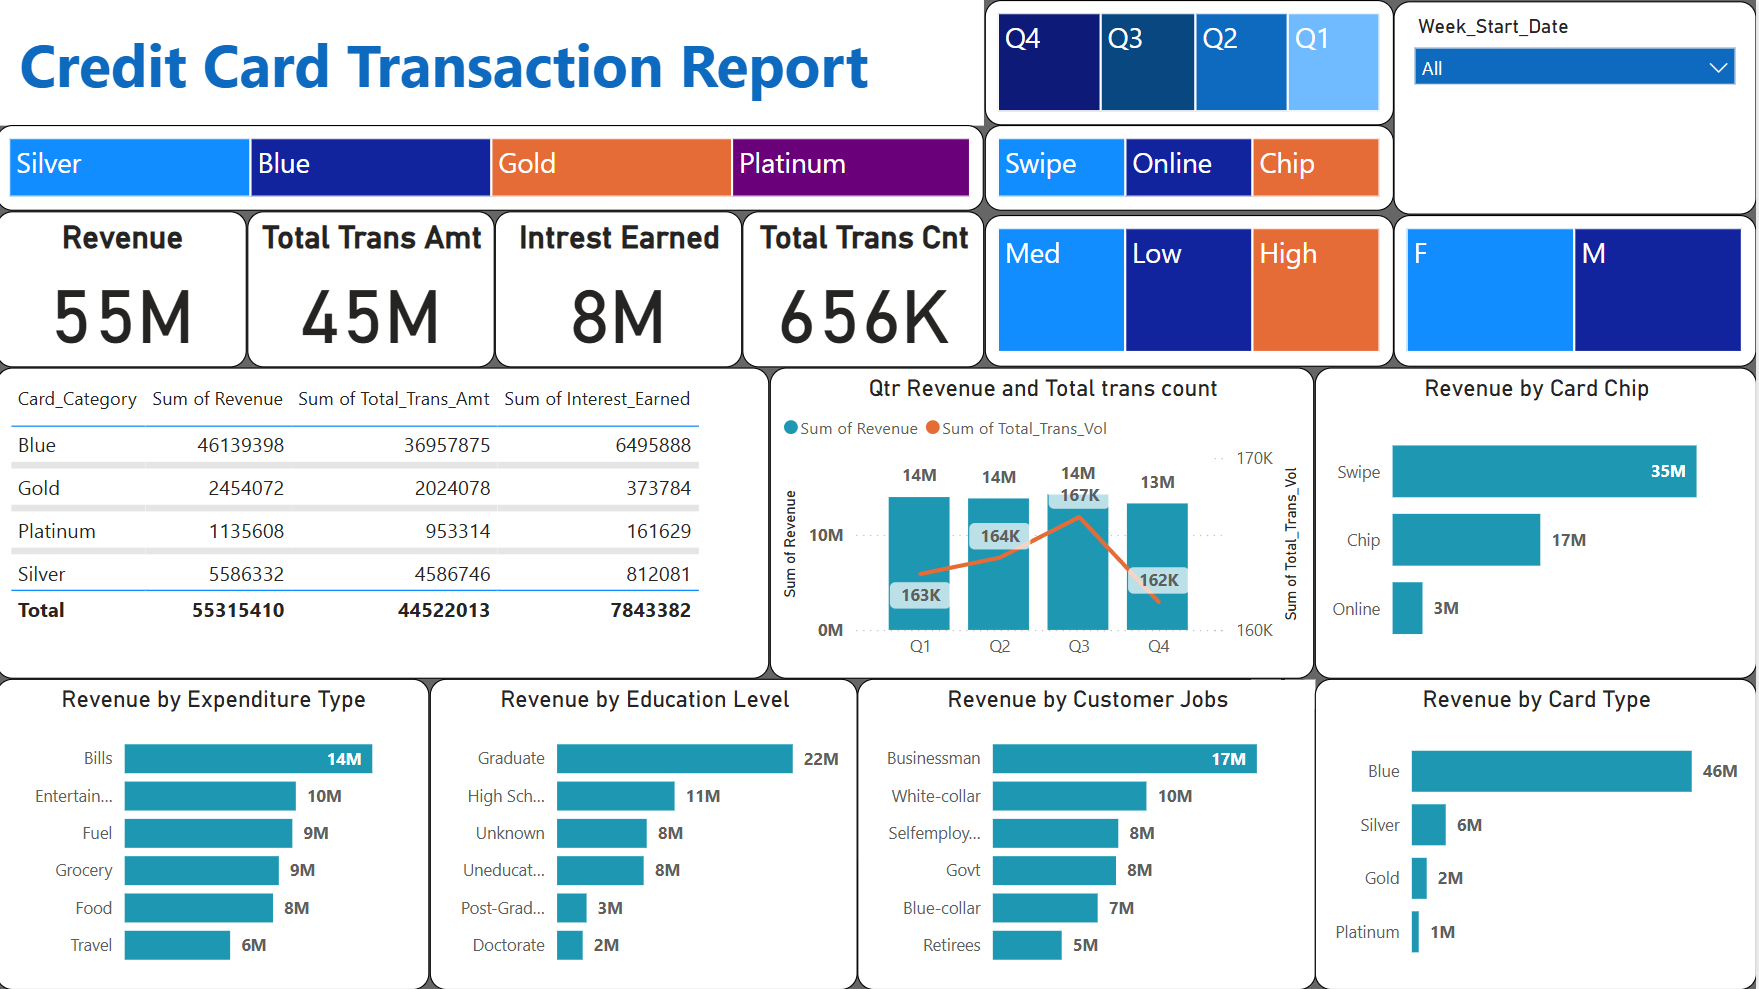 Credit Card Transaction Report
Q4 Q3 Q2 Q1
Week_Start_Date
All
Silver Blue Gold Platinum
Swipe Online Chip
Revenue
55M
Total Trans Amt
45M
Intrest Earned
8M
Total Trans Cnt
656K
Med Low High
F M
Card_Category Sum of Revenue Sum of Total_Trans_Amt Sum of Interest_Earned
Blue 46139398 36957875 6495888
Gold 2454072 2024078 373784
Platinum 1135608 953314 161629
Silver 5586332 4586746 812081
Total 55315410 44522013 7843382
Qtr Revenue and Total trans count
Sum of Revenue Sum of Total_Trans_Vol
Sum of Revenue
10M
0M
14M 14M 14M 13M
163K 164K 167K 162K
Q1 Q2 Q3 Q4
170K
160K
Sum of Total_Trans_Vol
Revenue by Card Chip
Swipe 35M
Chip 17M
Online 3M
Revenue by Expenditure Type
Bills 14M
Entertain... 10M
Fuel 9M
Grocery 9M
Food 8M
Travel 6M
Revenue by Education Level
Graduate 22M
High Sch... 11M
Unknown 8M
Uneducat... 8M
Post-Grad... 3M
Doctorate 2M
Revenue by Customer Jobs
Businessman 17M
White-collar 10M
Selfemploy... 8M
Govt 8M
Blue-collar 7M
Retirees 5M
Revenue by Card Type
Blue 46M
Silver 6M
Gold 2M
Platinum 1M